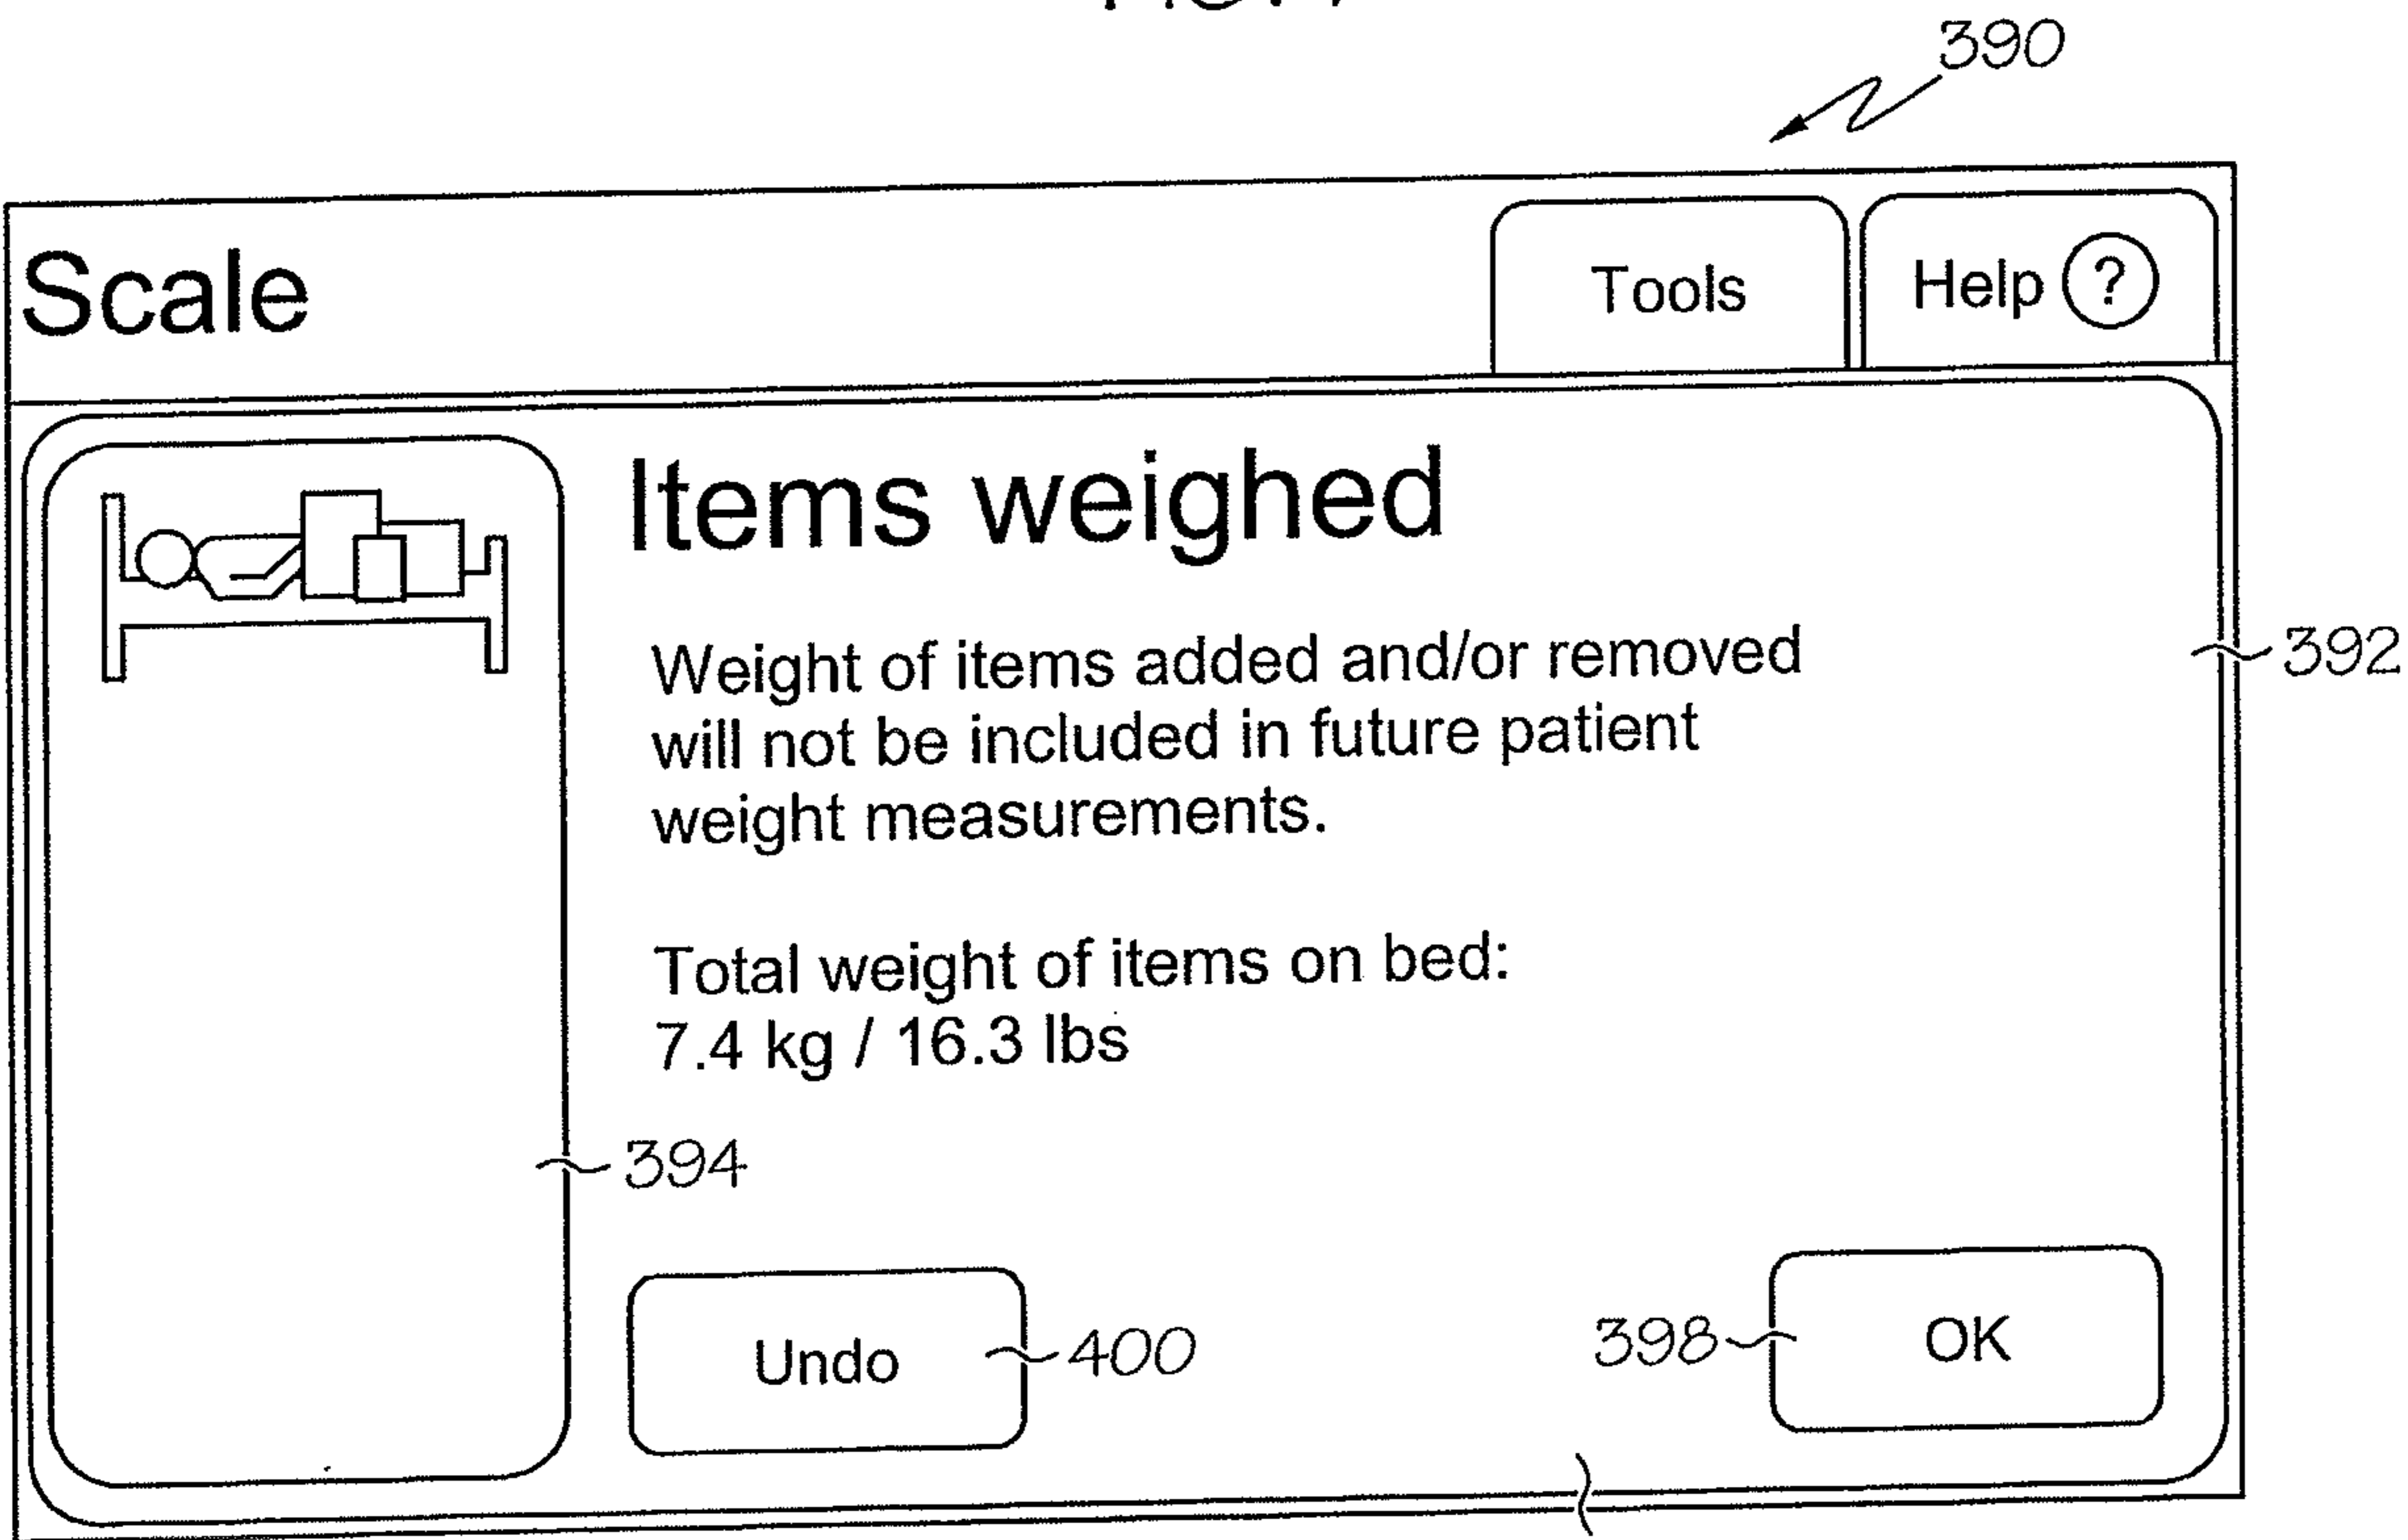 390
Scale
Tools
Help ?
Items weighed
Weight of items added and/or removed
will not be included in future patient
weight measurements.
392
Total weight of items on bed:
7.4 kg / 16.3 lbs
394
Undo
400
398
OK